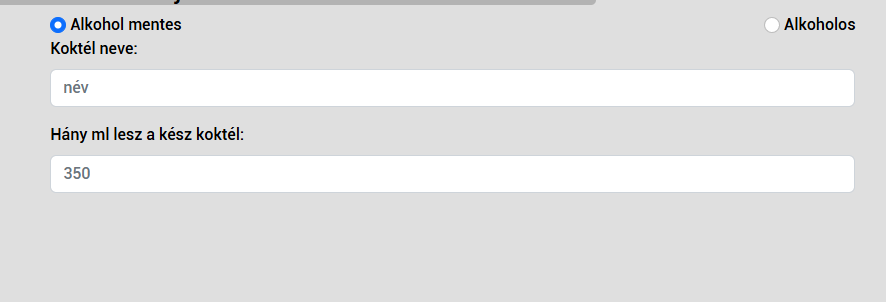 Alkohol mentes Alkoholos
Koktél neve:
név
Hány ml lesz a kész koktél:
350